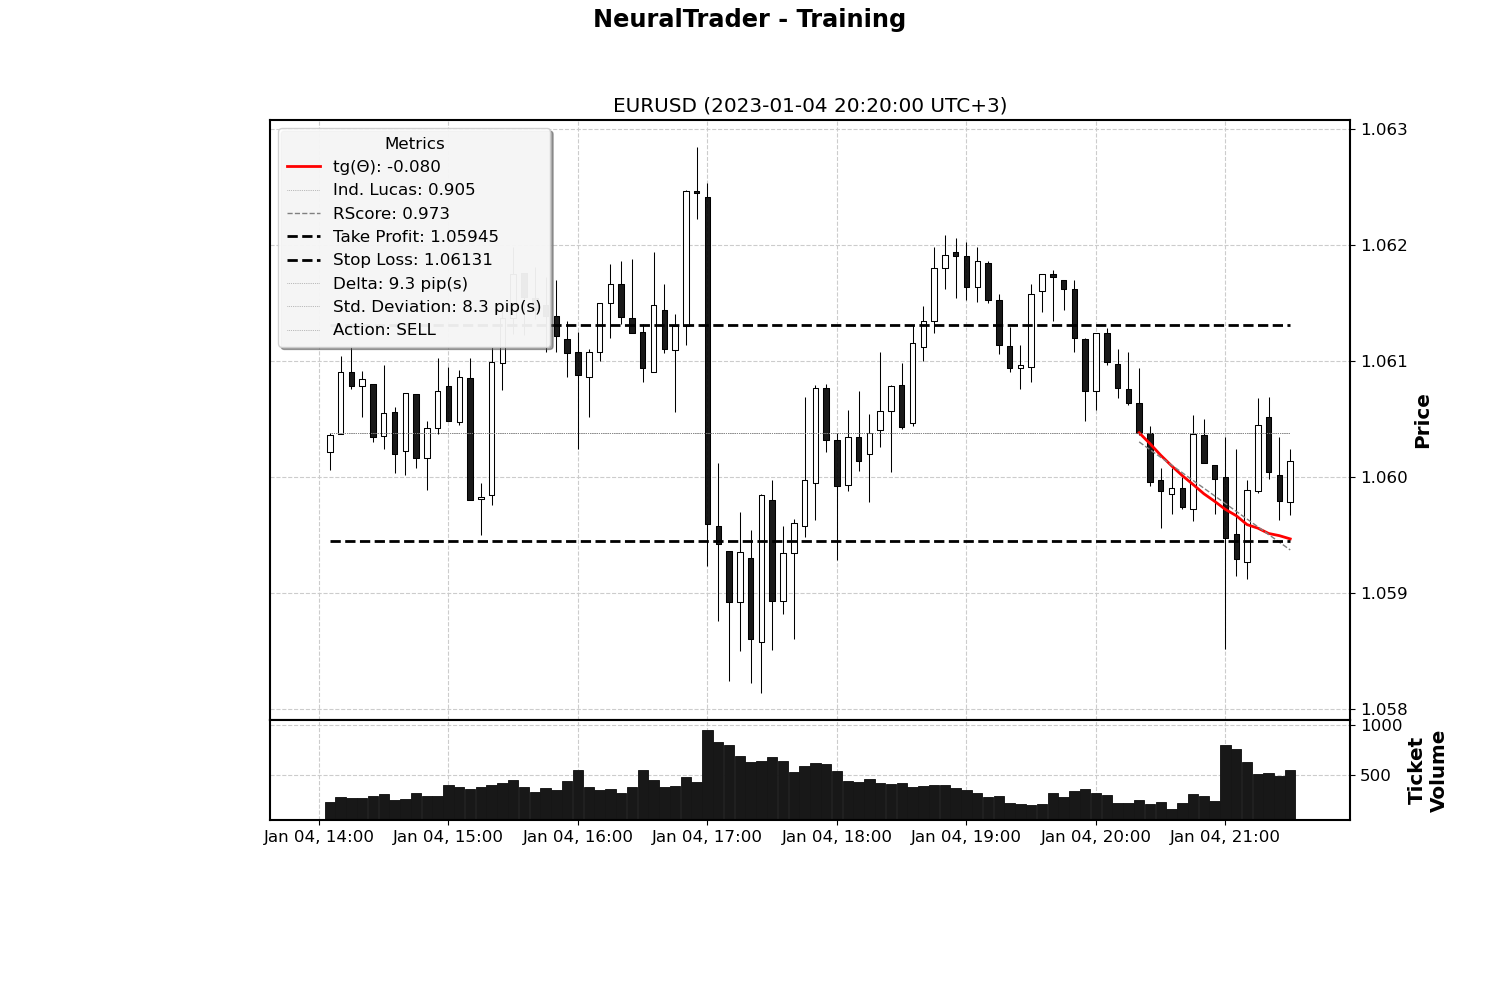 NeuralTrader - Training
EURUSD (2023-01-04 20:20:00 UTC+3)
Metrics
tg(Θ): -0.080
Ind. Lucas: 0.905
RScore: 0.973
Take Profit: 1.05945
Stop Loss: 1.06131
Delta: 9.3 pip(s)
Std. Deviation: 8.3 pip(s)
Action: SELL
1.063
1.062
1.061
1.060
1.059
1.058
Price
1000
500
Ticket
Volume
Jan 04, 14:00
Jan 04, 15:00
Jan 04, 16:00
Jan 04, 17:00
Jan 04, 18:00
Jan 04, 19:00
Jan 04, 20:00
Jan 04, 21:00